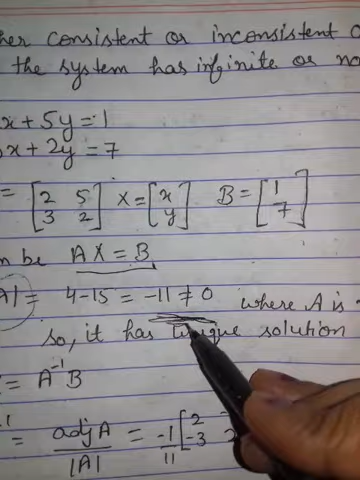 her consistent or inconsistent
the system has infinite or no
x + 5y = 1
x + 2y = 7
= [2 5 3 2] X = [x y] B = [1 7]
n be AX = B
A| = 4-15 = -11 ≠ 0 where A is
so, it has unique solution
= A⁻¹B
= adjA / |A| = -1/11 [2 -3